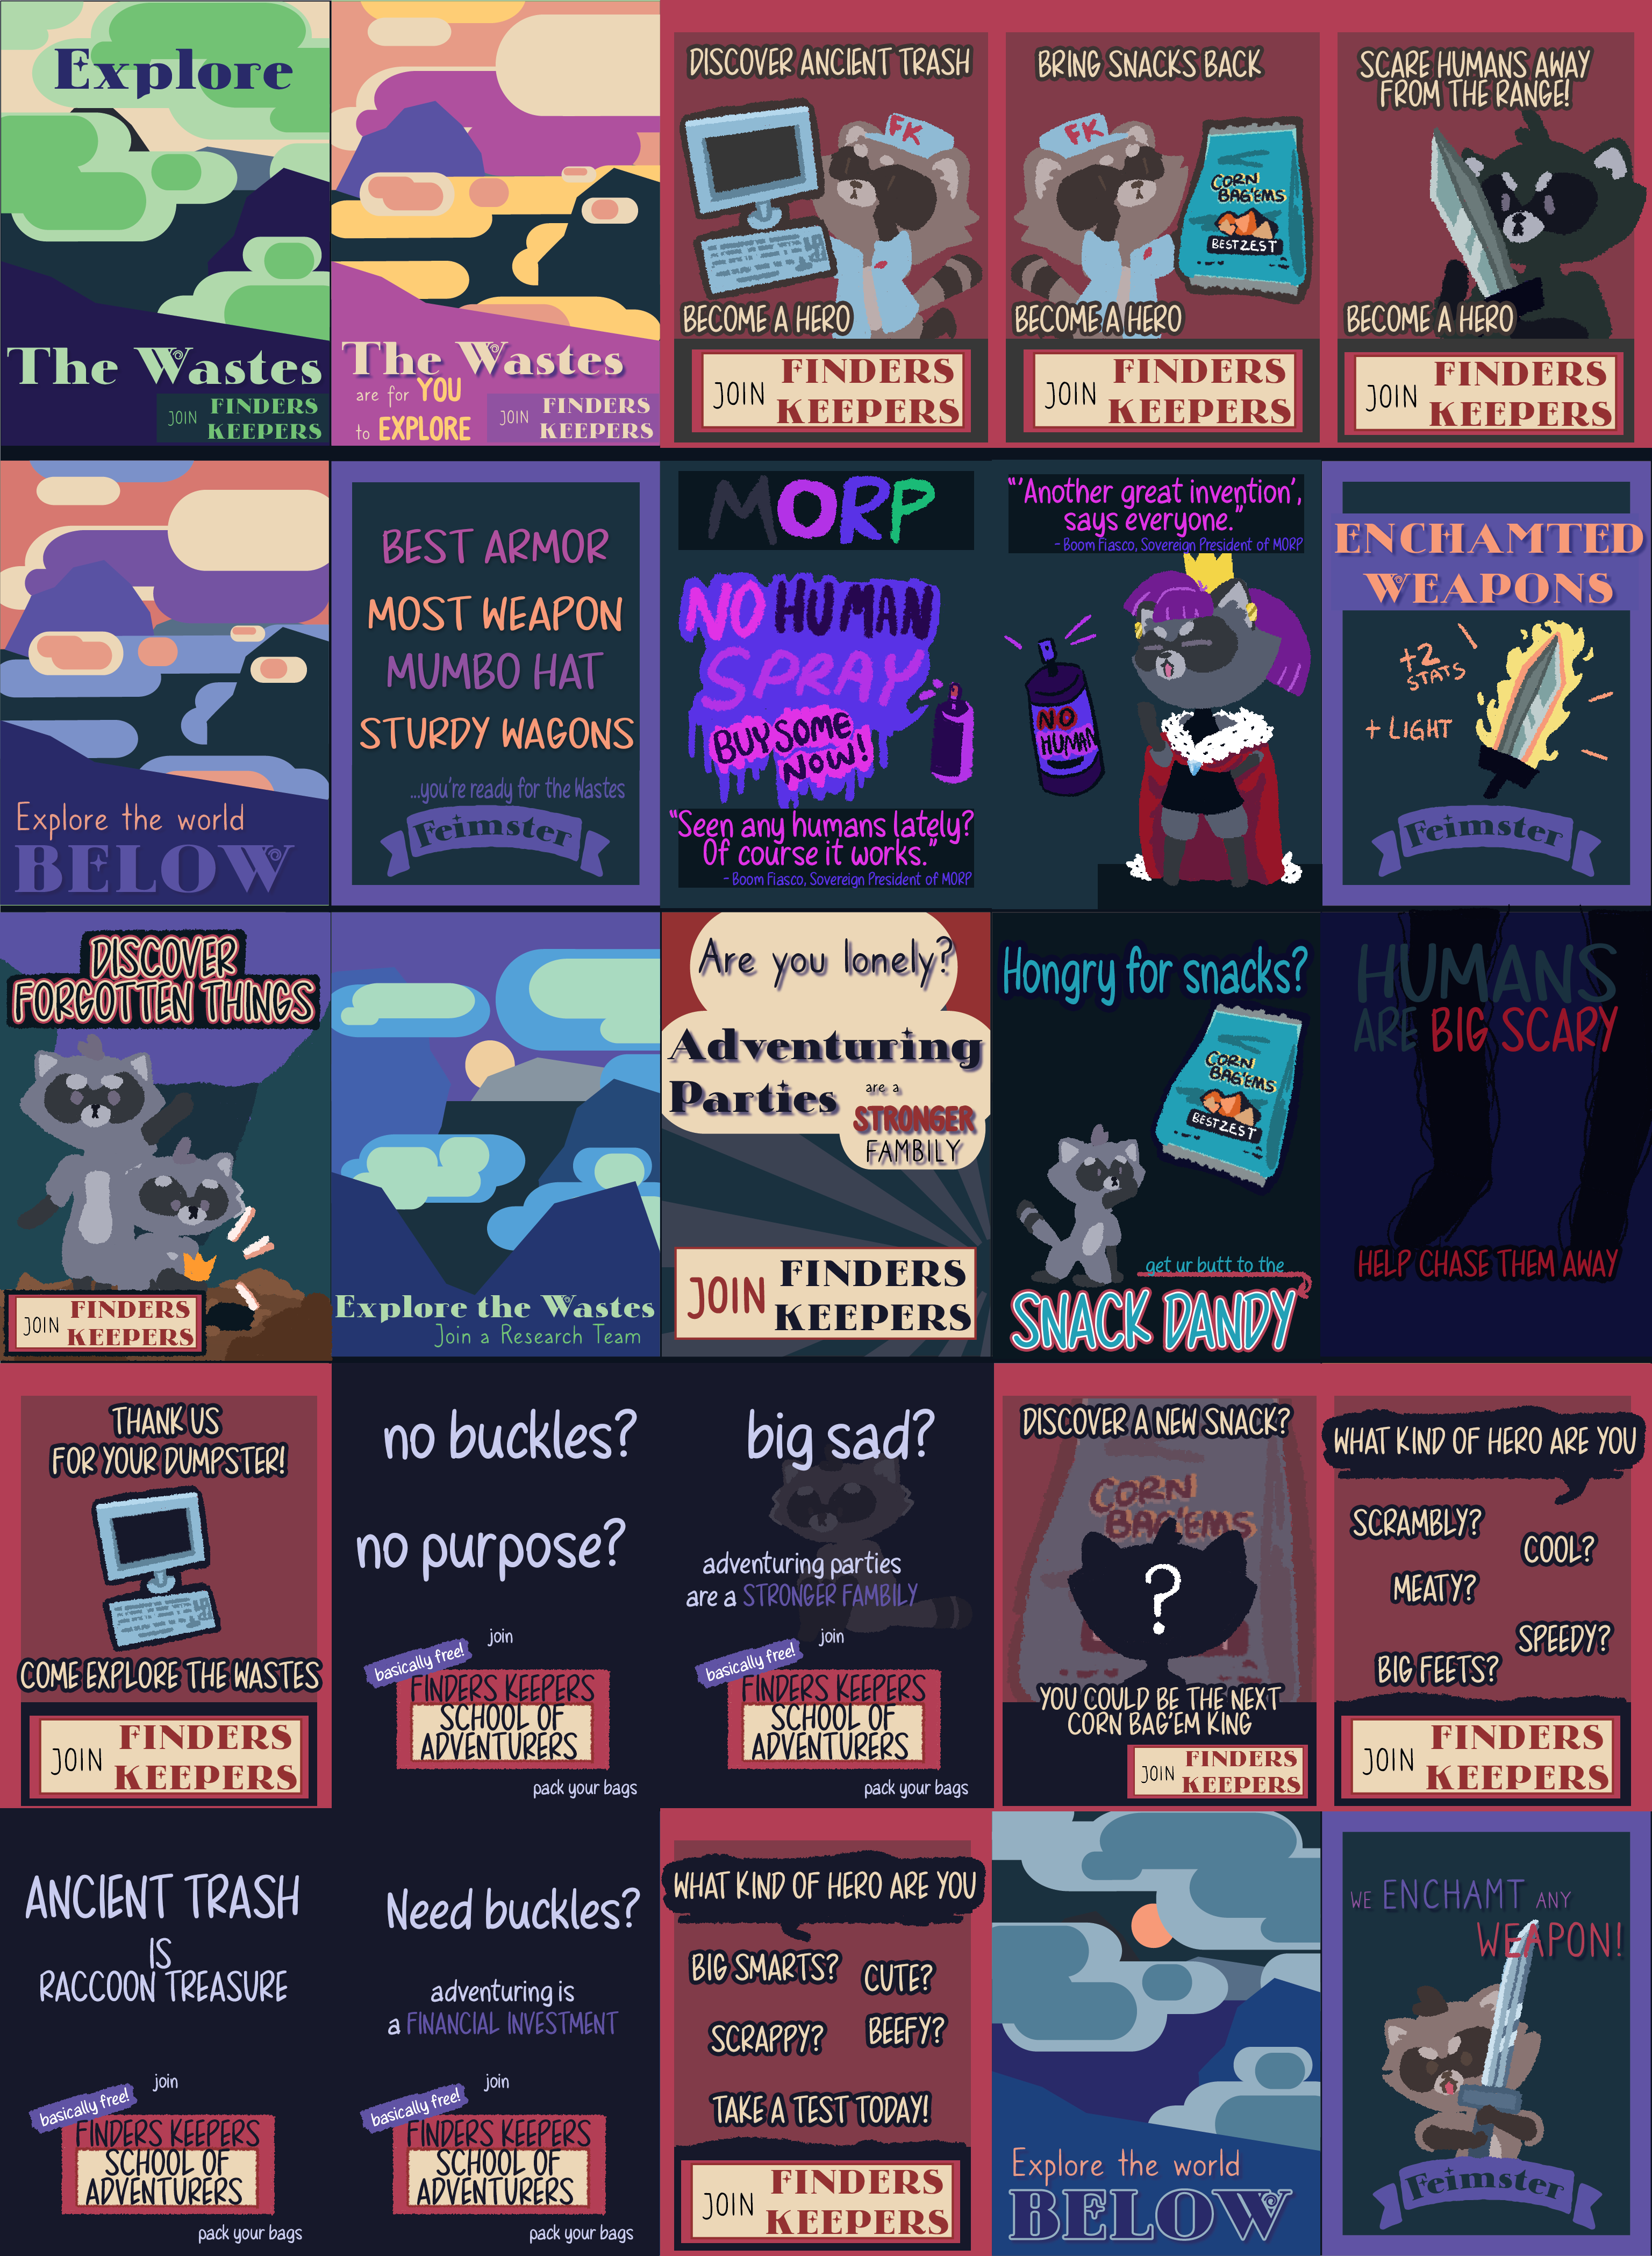 Explore
The Wastes
JOIN FINDERS
KEEPERS
The Wastes
are for YOU
to EXPLORE
JOIN FINDERS
KEEPERS
DISCOVER ANCIENT TRASH
FK
BECOME A HERO
JOIN FINDERS
KEEPERS
BRING SNACKS BACK
FK
CORN
BAG'EMS
BESTZEST
BECOME A HERO
JOIN FINDERS
KEEPERS
SCARE HUMANS AWAY
FROM THE RANGE!
BECOME A HERO
JOIN FINDERS
KEEPERS
Explore the world
BELOW
BEST ARMOR
MOST WEAPON
MUMBO HAT
STURDY WAGONS
...you're ready for the Wastes
Feimster
MORP
NO HUMAN
SPRAY
BUY SOME
NOW!
"Seen any humans lately?
Of course it works."
- Boom Fiasco, Sovereign President of MORP
"'Another great invention',
says everyone."
- Boom Fiasco, Sovereign President of MORP
NO
HUMAN
ENCHAMTED
WEAPONS
+2
STATS
+ LIGHT
Feimster
DISCOVER
FORGOTTEN THINGS
JOIN FINDERS
KEEPERS
Explore the Wastes
Join a Research Team
Are you lonely?
Adventuring
Parties are a
STRONGER
FAMBILY
JOIN FINDERS
KEEPERS
Hongry for snacks?
CORN
BAG'EMS
BESTZEST
get ur butt to the
SNACK DANDY
HUMANS
ARE BIG SCARY
HELP CHASE THEM AWAY
THANK US
FOR YOUR DUMPSTER!
COME EXPLORE THE WASTES
JOIN FINDERS
KEEPERS
no buckles?
no purpose?
join
basically free!
FINDERS KEEPERS
SCHOOL OF
ADVENTURERS
pack your bags
big sad?
adventuring parties
are a STRONGER FAMBILY
join
basically free!
FINDERS KEEPERS
SCHOOL OF
ADVENTURERS
pack your bags
DISCOVER A NEW SNACK?
CORN
BAG'EMS
?
YOU COULD BE THE NEXT
CORN BAG'EM KING
JOIN FINDERS
KEEPERS
WHAT KIND OF HERO ARE YOU
SCRAMBLY?
COOL?
MEATY?
SPEEDY?
BIG FEETS?
JOIN FINDERS
KEEPERS
ANCIENT TRASH
IS
RACCOON TREASURE
join
basically free!
FINDERS KEEPERS
SCHOOL OF
ADVENTURERS
pack your bags
Need buckles?
adventuring is
a FINANCIAL INVESTMENT
join
basically free!
FINDERS KEEPERS
SCHOOL OF
ADVENTURERS
pack your bags
WHAT KIND OF HERO ARE YOU
BIG SMARTS?
CUTE?
SCRAPPY?
BEEFY?
TAKE A TEST TODAY!
JOIN FINDERS
KEEPERS
Explore the world
BELOW
WE ENCHAMT ANY
WEAPON!
Feimster